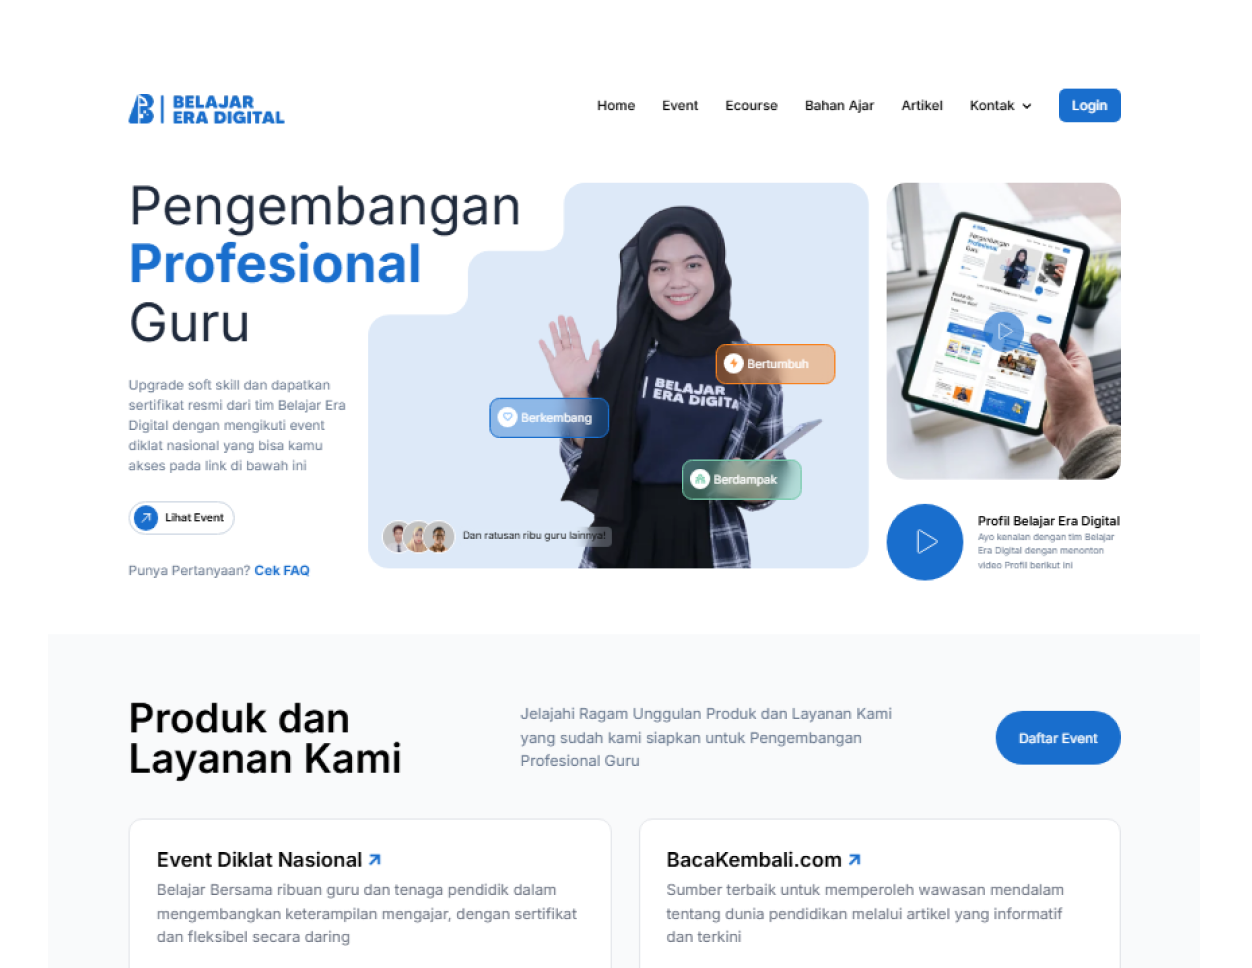 BELAJAR
ERA DIGITAL
Home
Event
Ecourse
Bahan Ajar
Artikel
Kontak
Login
Pengembangan
Profesional
Guru
Upgrade soft skill dan dapatkan
sertifikat resmi dari tim Belajar Era
Digital dengan mengikuti event
diklat nasional yang bisa kamu
akses pada link di bawah ini
Lihat Event
Punya Pertanyaan? Cek FAQ
Bertumbuh
BELAJAR
ERA DIGITA
Berkembang
Berdampak
Dan ratusan ribu guru lainnya!
Pengembangan
Profesional
Guru
Profil Belajar Era Digital
Ayo kenalan dengan tim Belajar
Era Digital dengan menonton
video Profil berikut ini
Produk dan
Layanan Kami
Jelajahi Ragam Unggulan Produk dan Layanan Kami
yang sudah kami siapkan untuk Pengembangan
Profesional Guru
Daftar Event
Event Diklat Nasional
Belajar Bersama ribuan guru dan tenaga pendidik dalam
mengembangkan keterampilan mengajar, dengan sertifikat
dan fleksibel secara daring
BacaKembali.com
Sumber terbaik untuk memperoleh wawasan mendalam
tentang dunia pendidikan melalui artikel yang informatif
dan terkini